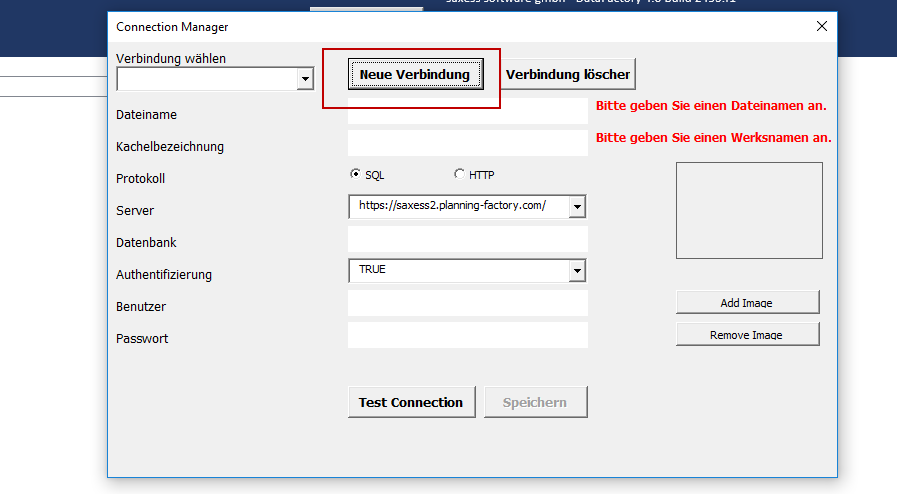 saxess software gmbh - DataFactory 4.0 Build
Connection Manager
Verbindung wählen
Neue Verbindung
Verbindung löscher
Dateiname
Bitte geben Sie einen Dateinamen an.
Kachelbezeichnung
Bitte geben Sie einen Werksnamen an.
Protokoll
SQL
HTTP
Server
https://saxess2.planning-factory.com/
Datenbank
Authentifizierung
TRUE
Benutzer
Add Image
Passwort
Remove Image
Test Connection
Speichern